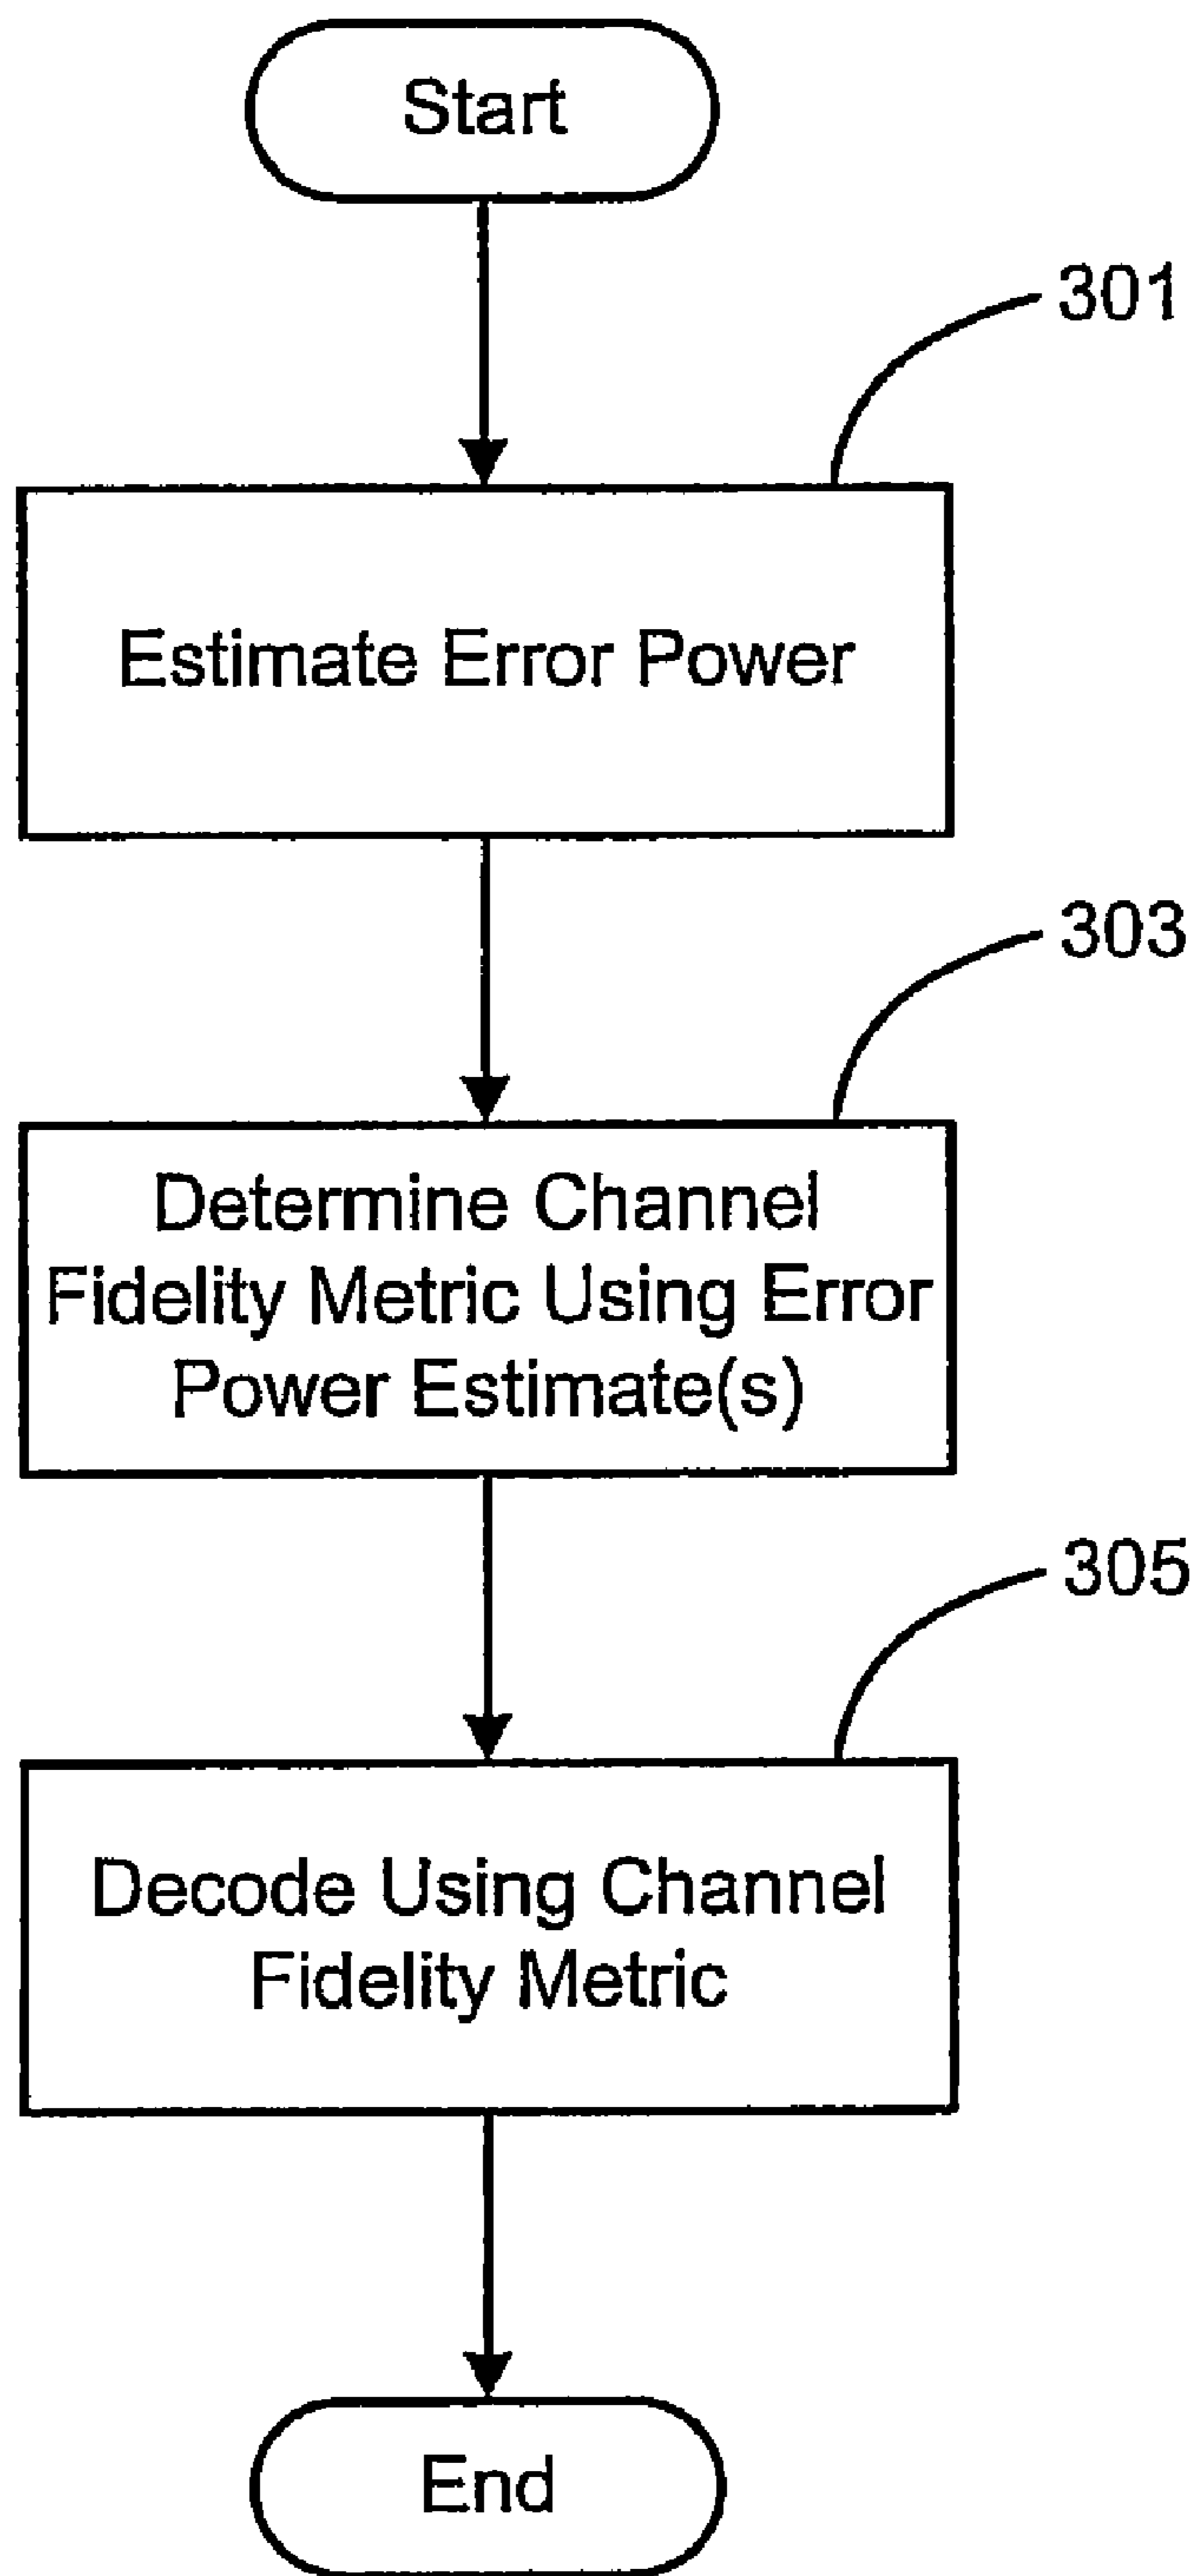 Start
301
Estimate Error Power
303
Determine Channel
Fidelity Metric Using Error
Power Estimate(s)
305
Decode Using Channel
Fidelity Metric
End